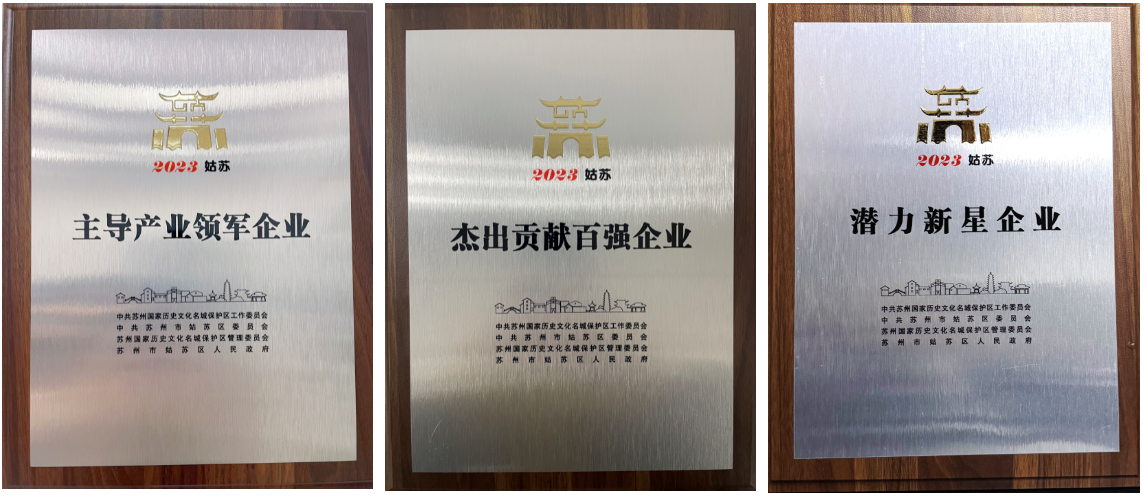 2023 姑苏
主导产业领军企业
中共苏州国家历史文化名城保护区工作委员会
中共苏州市姑苏区委员会
苏州国家历史文化名城保护区管理委员会
苏州市姑苏区人民政府
2023 姑苏
杰出贡献百强企业
中共苏州国家历史文化名城保护区工作委员会
中共苏州市姑苏区委员会
苏州国家历史文化名城保护区管理委员会
苏州市姑苏区人民政府
2023 姑苏
潜力新星企业
中共苏州国家历史文化名城保护区工作委员会
中共苏州市姑苏区委员会
苏州国家历史文化名城保护区管理委员会
苏州市姑苏区人民政府